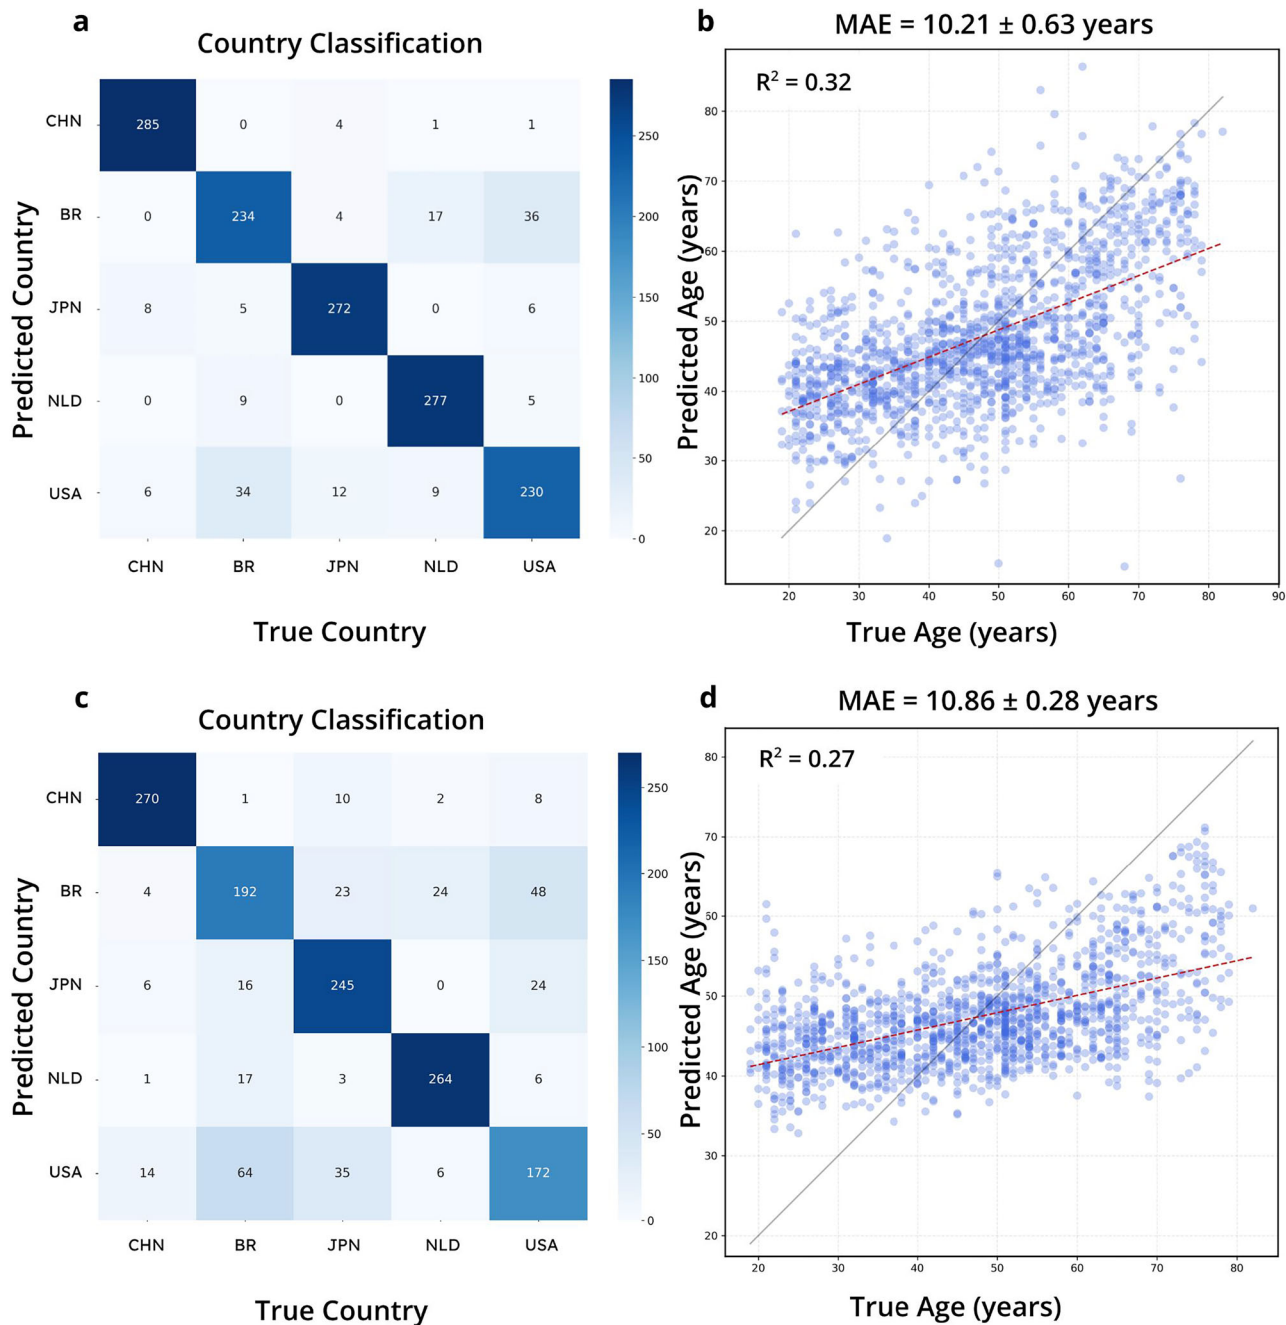 a
Country Classification
Predicted Country
CHN 285 0 4 1 1
BR 0 234 4 17 36
JPN 8 5 272 0 6
NLD 0 9 0 277 5
USA 6 34 12 9 230
CHN BR JPN NLD USA
True Country
250
200
150
100
50
0
b
MAE = 10.21 ± 0.63 years
R² = 0.32
Predicted Age (years)
80
70
60
50
40
30
20
20 30 40 50 60 70 80 90
True Age (years)
c
Country Classification
Predicted Country
CHN 270 1 10 2 8
BR 4 192 23 24 48
JPN 6 16 245 0 24
NLD 1 17 3 264 6
USA 14 64 35 6 172
CHN BR JPN NLD USA
True Country
250
200
150
100
50
0
d
MAE = 10.86 ± 0.28 years
R² = 0.27
Predicted Age (years)
80
70
60
50
40
30
20
20 30 40 50 60 70 80
True Age (years)